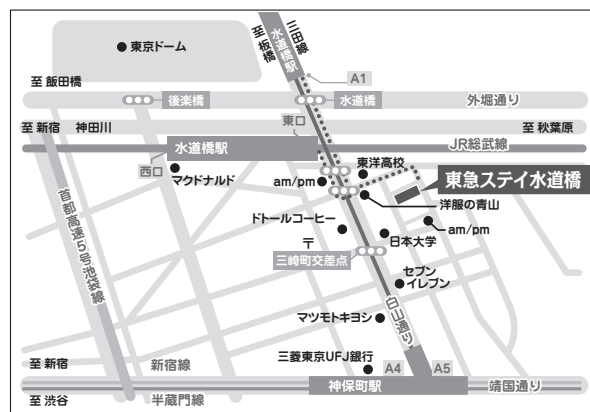 三田線
水道橋駅
至 板橋
東京ドーム
A1
至 飯田橋
後楽橋
水道橋
外堀通り
東口
至 新宿
神田川
至 秋葉原
水道橋駅
JR総武線
西口
マクドナルド
am/pm
東洋高校
東急ステイ水道橋
洋服の青山
首都高速5号池袋線
ドトールコーヒー
日本大学
am/pm
〒
三崎町交差点
セブン
イレブン
白山通り
マツモトキヨシ
三菱東京UFJ銀行
A4
A5
至 新宿
新宿線
神保町駅
靖国通り
至 渋谷
半蔵門線